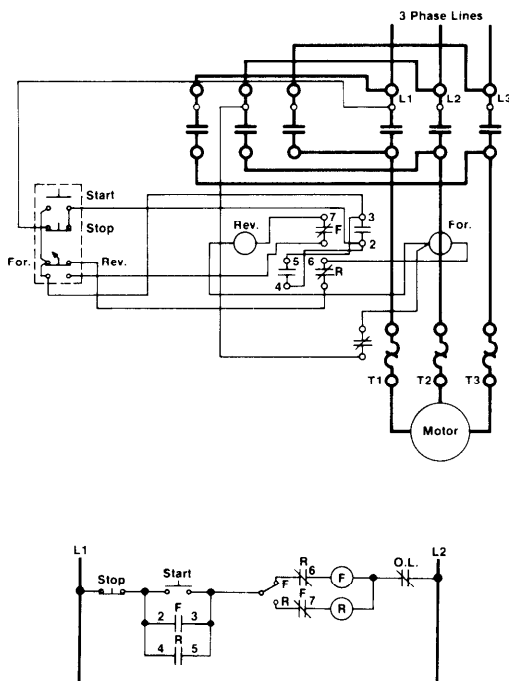 3 Phase Lines
L1 L2 L3
Start
Stop
For. Rev.
Rev. 7 F 3 For.
2
5 6 R
4
T1 T2 T3
Motor
L1 L2
Stop Start R 6 F O.L.
F
F
2 3 R F 7 R
R
4 5